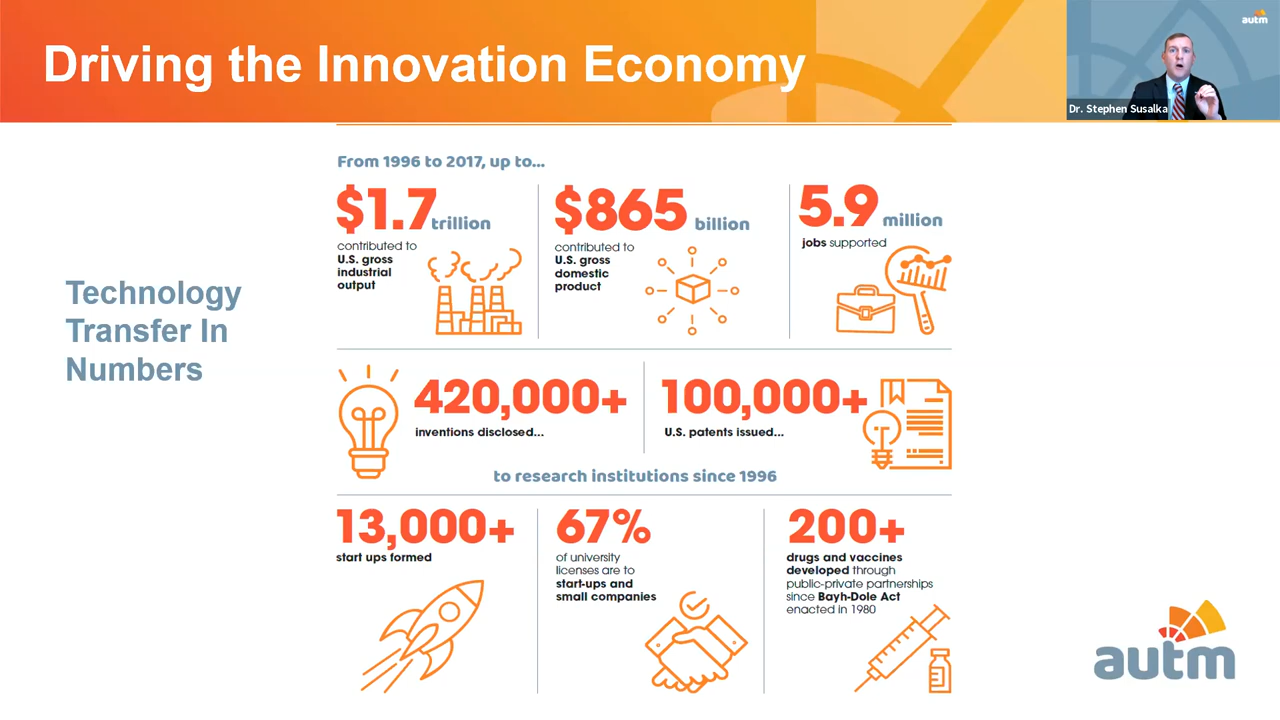 Driving the Innovation Economy
autm
Dr. Stephen Susalka
Technology
Transfer In
Numbers
From 1996 to 2017, up to...
$1.7 trillion
contributed to
U.S. gross
industrial
output
$865 billion
contributed to
U.S. gross
domestic
product
5.9 million
jobs supported
420,000+
inventions disclosed...
100,000+
U.S. patents issued...
to research institutions since 1996
13,000+
start ups formed
67%
of university
licenses are to
start-ups and
small companies
200+
drugs and vaccines
developed through
public-private partnerships
since Bayh-Dole Act
enacted in 1980
autm